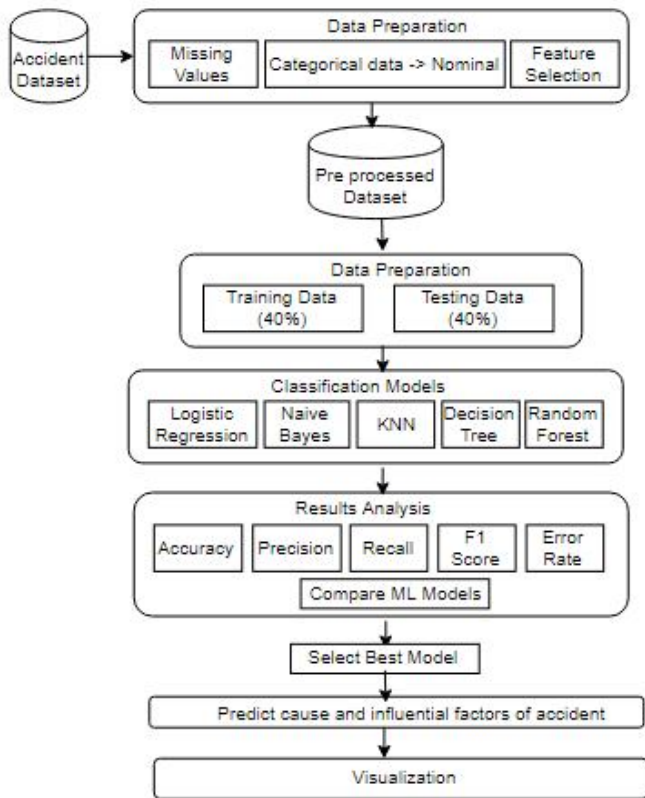 Accident
Dataset
Data Preparation
Missing
Values
Categorical data -> Nominal
Feature
Selection
Pre processed
Dataset
Data Preparation
Training Data
(40%)
Testing Data
(40%)
Classification Models
Logistic
Regression
Naive
Bayes
KNN
Decision
Tree
Random
Forest
Results Analysis
Accuracy
Precision
Recall
F1
Score
Error
Rate
Compare ML Models
Select Best Model
Predict cause and influential factors of accident
Visualization